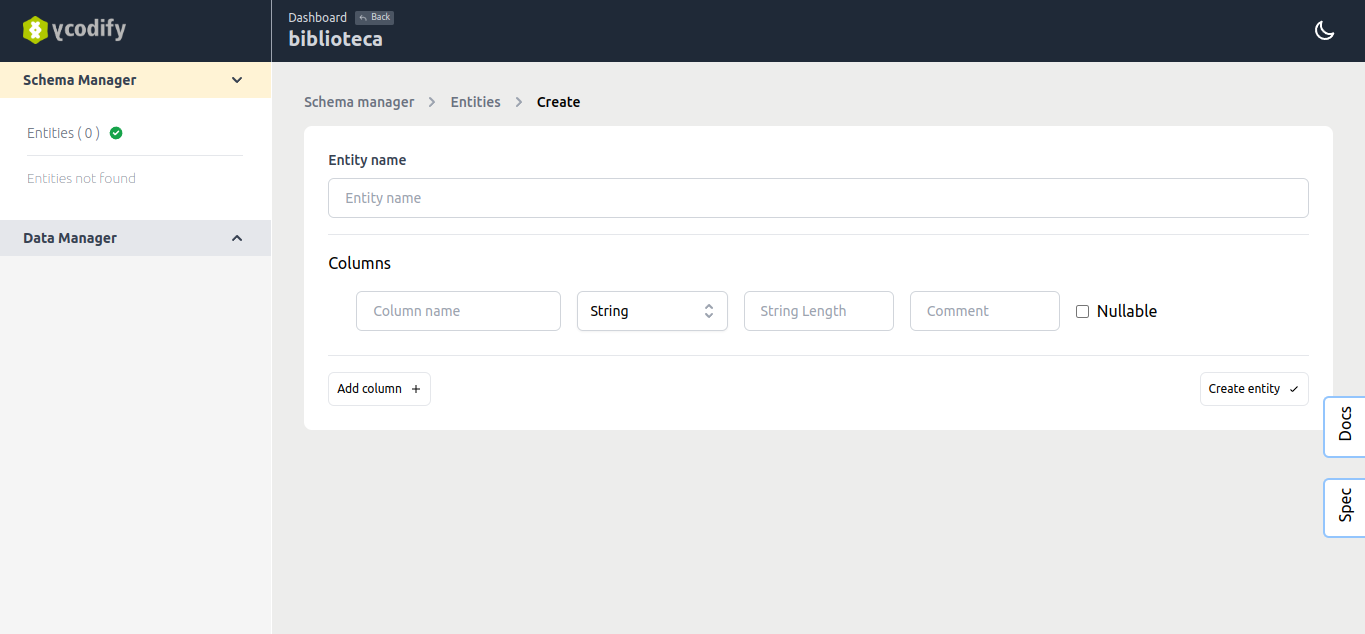 ycodify
Dashboard Back
biblioteca
Schema Manager
Entities ( 0 )
Entities not found
Data Manager
Schema manager > Entities > Create
Entity name
Entity name
Columns
Column name String String Length Comment Nullable
Add column +
Create entity
Docs
Spec